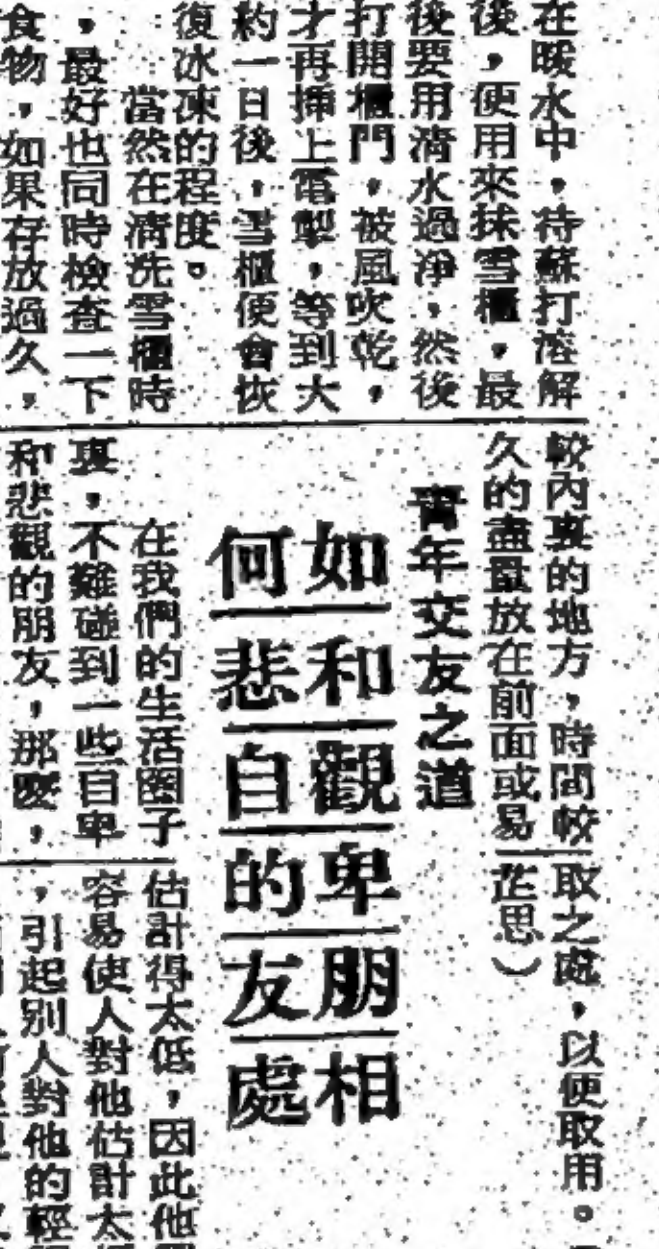 在暖水中,待蘇打溶解
後,便用來抹雪櫃,最
後要用清水過淨,然後
打開櫃門,被風吹乾,
才再揷上電掣,等到大
約一日後,雪櫃便會恢
復冰凍的程度。
當然在清洗雪櫃時
,最好也同時檢查一下
食物,如果存放過久,
較內裏的地方,時間較
久的盡量放在前面或易
取之處,以便取用。
芷思)
青年交友之道
如何
和悲
觀自
卑的
朋友
相處
在我們的生活圈子
裏,不難碰到一些自卑
和悲觀的朋友,那麼,
估計得太低,因此他
容易使人對他估計太
,引起別人對他的輕